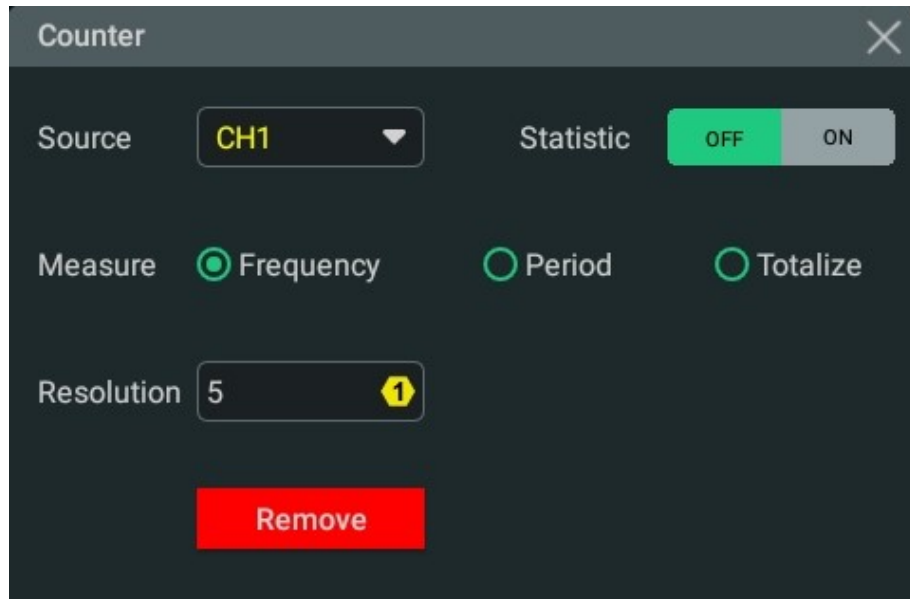 Counter
Source CH1 Statistic OFF ON
Measure Frequency Period Totalize
Resolution 5 1
Remove